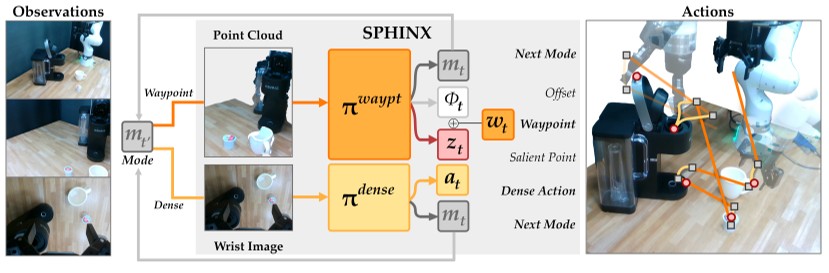 Observations
SPHINX
Actions
Point Cloud
Waypoint
m_t'
Mode
Dense
π^waypt
π^dense
Wrist Image
m_t
Φ_t
z_t
w_t
a_t
m_t
Next Mode
Offset
Waypoint
Salient Point
Dense Action
Next Mode